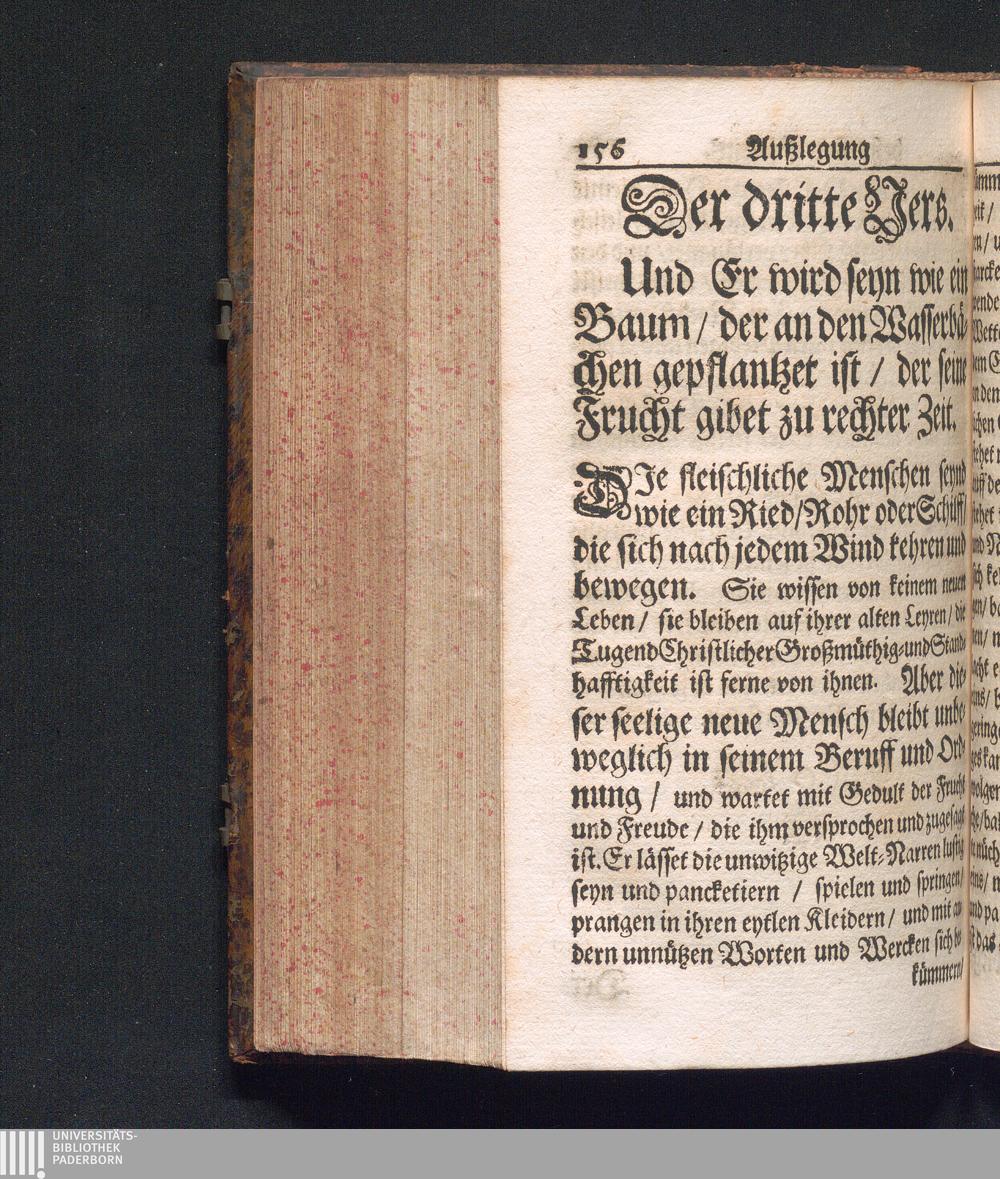 156 Außlegung
Der dritte Vers.
Und Er wird seyn wie ein
Baum / der an den Wasserbä-
chen gepflantzet ist / der seine
Frucht gibet zu rechter Zeit.
DIe fleischliche Menschen seynd
wie ein Ried/Rohr oder Schilff/
die sich nach jedem Wind kehren und
bewegen. Sie wissen von keinem neuen
Leben / sie bleiben auf ihrer alten Leyren / die
Tugend Christlicher Großmüthig-und Stand-
hafftigkeit ist ferne von ihnen. Aber die-
ser seelige neue Mensch bleibt unbe-
weglich in seinem Beruff und Ord-
nung / und wartet mit Gedult der Frucht
und Freude / die ihm versprochen und zugesagt
ist. Er lässet die unwitzige Welt-Narren lustig
seyn und pancketiern / spielen und springen/
prangen in ihren eytlen Kleidern / und mit an-
dern unnützen Worten und Wercken sich be-
kümmern/
UNIVERSITÄTS-
BIBLIOTHEK
PADERBORN